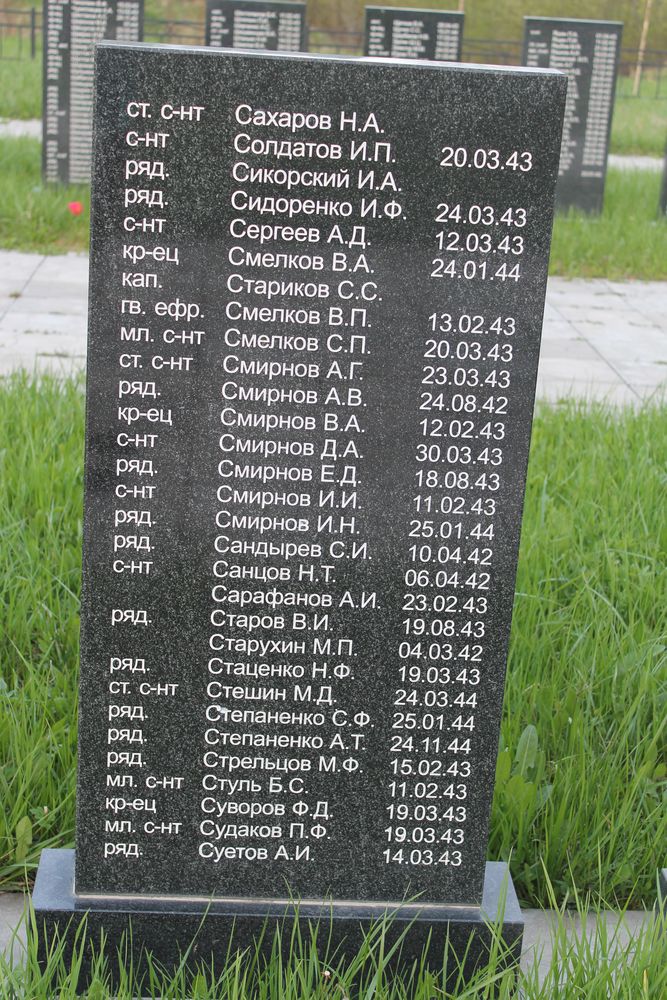 ст. с-нт Сахаров Н.А.
с-нт Солдатов И.П. 20.03.43
ряд. Сикорский И.А.
ряд. Сидоренко И.Ф. 24.03.43
с-нт Сергеев А.Д. 12.03.43
кр-ец Смелков В.А. 24.01.44
кап. Стариков С.С.
гв. ефр. Смелков В.П. 13.02.43
мл. с-нт Смелков С.П. 20.03.43
ст. с-нт Смирнов А.Г. 23.03.43
ряд. Смирнов А.В. 24.08.42
кр-ец Смирнов В.А. 12.02.43
с-нт Смирнов Д.А. 30.03.43
ряд. Смирнов Е.Д. 18.08.43
с-нт Смирнов И.И. 11.02.43
ряд. Смирнов И.Н. 25.01.44
ряд. Сандырев С.И. 10.04.42
с-нт Санцов Н.Т. 06.04.42
Сарафанов А.И. 23.02.43
ряд. Старов В.И. 19.08.43
Старухин М.П. 04.03.42
ряд. Стаценко Н.Ф. 19.03.43
ст. с-нт Стешин М.Д. 24.03.44
ряд. Степаненко С.Ф. 25.01.44
ряд. Степаненко А.Т. 24.11.44
ряд. Стрельцов М.Ф. 15.02.43
мл. с-нт Стуль Б.С. 11.02.43
кр-ец Суворов Ф.Д. 19.03.43
мл. с-нт Судаков П.Ф. 19.03.43
ряд. Суетов А.И. 14.03.43